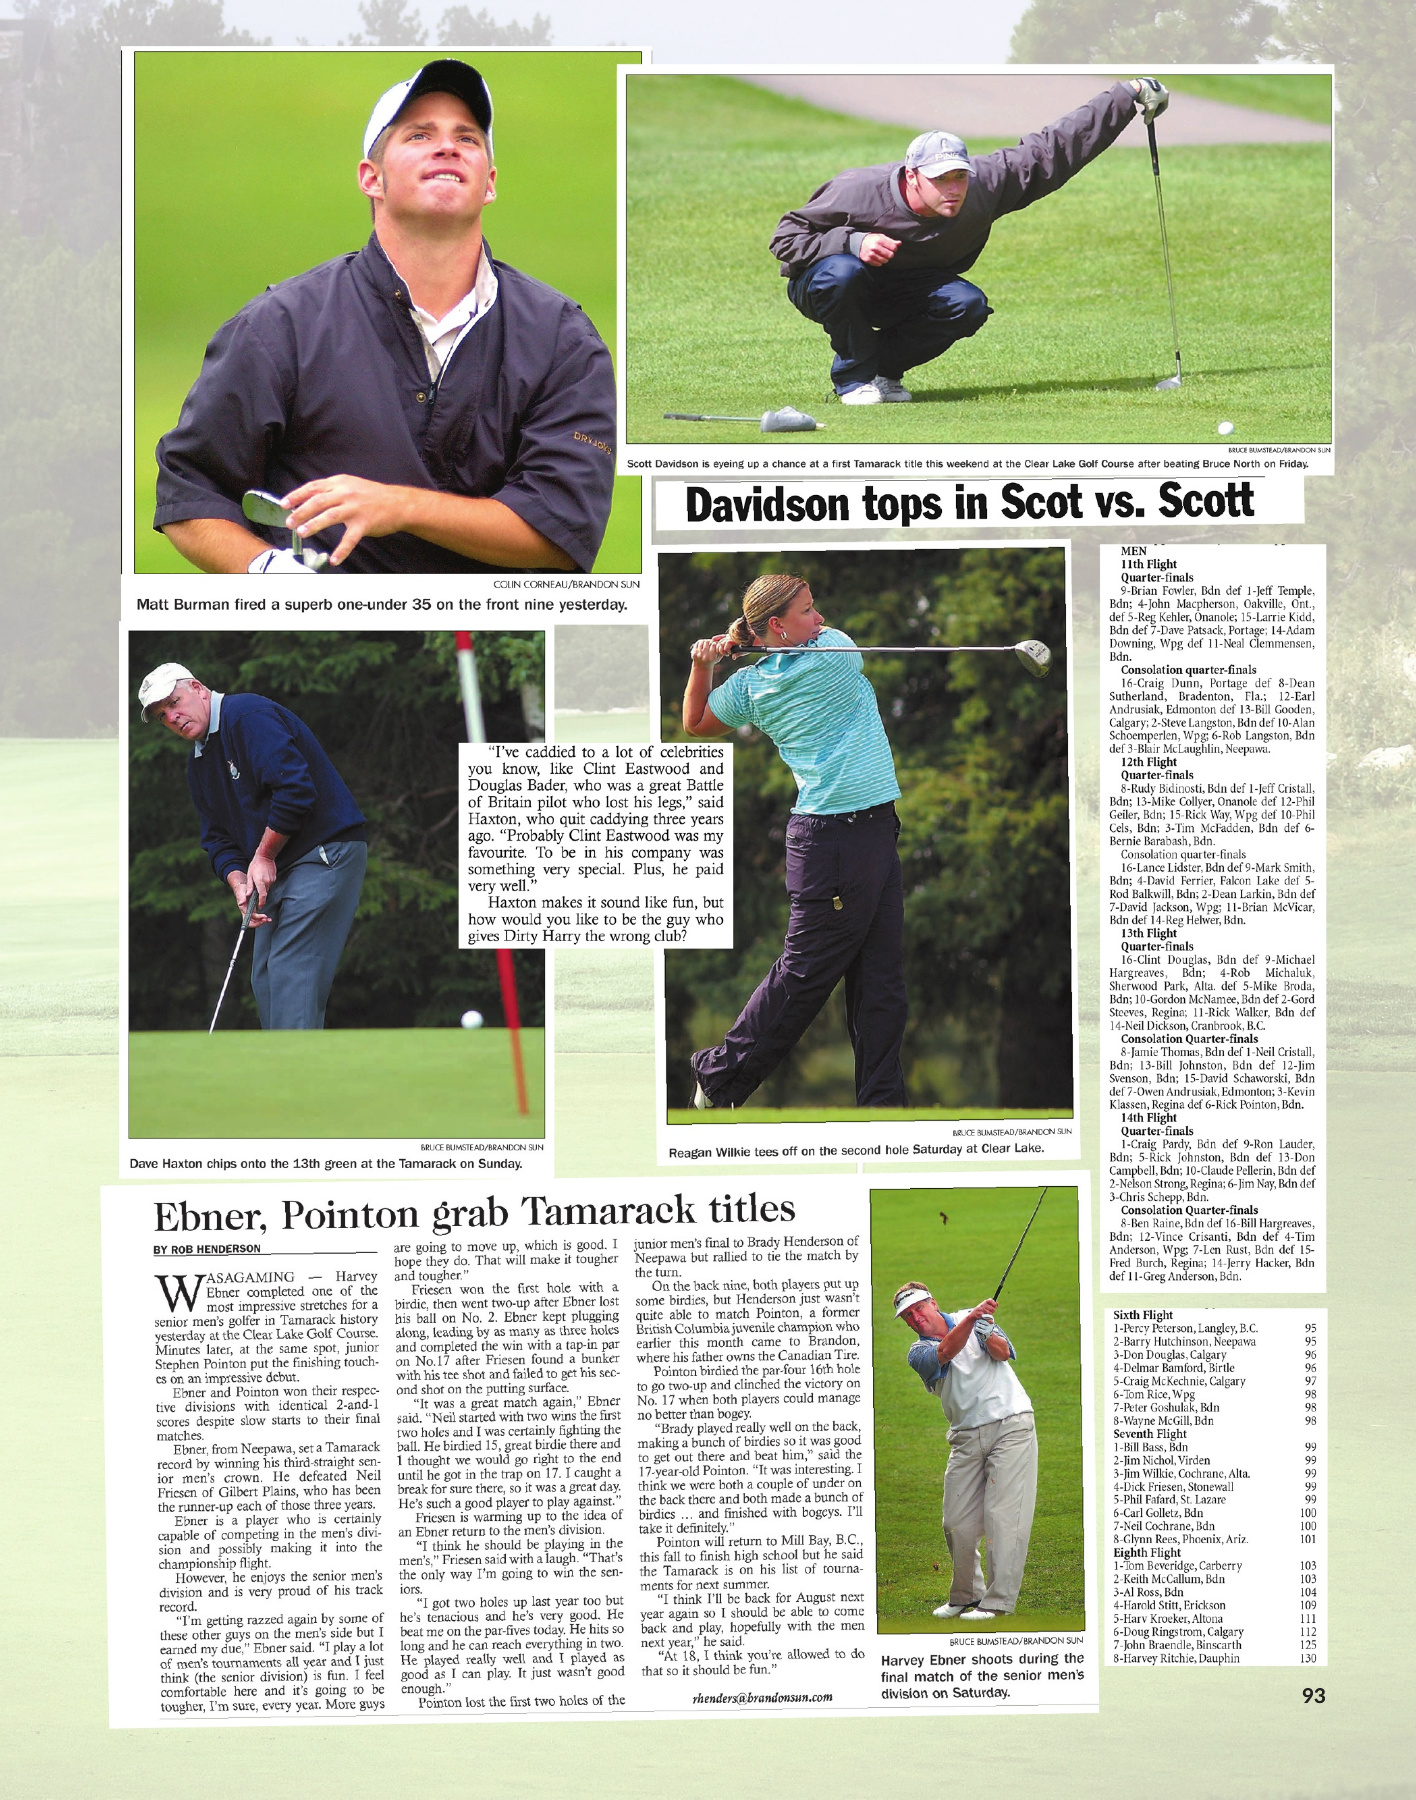 PING
DRYJOYS
BRUCE BUMSTEAD/BRANDON SUN
Scott Davidson is eyeing up a chance at a first Tamarack title this weekend at the Clear Lake Golf Course after beating Bruce North on Friday.
Davidson tops in Scot vs. Scott
COLIN CORNEAU/BRANDON SUN
Matt Burman fired a superb one-under 35 on the front nine yesterday.
"I've caddied to a lot of celebrities
you know, like Clint Eastwood and
Douglas Bader, who was a great Battle
of Britain pilot who lost his legs," said
Haxton, who quit caddying three years
ago. "Probably Clint Eastwood was my
favourite. To be in his company was
something very special. Plus, he paid
very well."
Haxton makes it sound like fun, but
how would you like to be the guy who
gives Dirty Harry the wrong club?
BRUCE BUMSTEAD/BRANDON SUN
Dave Haxton chips onto the 13th green at the Tamarack on Sunday.
BRUCE BUMSTEAD/BRANDON SUN
Reagan Wilkie tees off on the second hole Saturday at Clear Lake.
MEN
11th Flight
Quarter-finals
9-Brian Fowler, Bdn def 1-Jeff Temple,
Bdn; 4-John Macpherson, Oakville, Ont.,
def 5-Reg Kehler, Onanole; 15-Larrie Kidd,
Bdn def 7-Dave Patsack, Portage; 14-Adam
Downing, Wpg def 11-Neal Clemmensen,
Bdn.
Consolation quarter-finals
16-Craig Dunn, Portage def 8-Dean
Sutherland, Bradenton, Fla.; 12-Earl
Andrusiak, Edmonton def 13-Bill Gooden,
Calgary; 2-Steve Langston, Bdn def 10-Alan
Schoemperlen, Wpg; 6-Rob Langston, Bdn
def 3-Blair McLaughlin, Neepawa.
12th Flight
Quarter-finals
8-Rudy Bidinosti, Bdn def 1-Jeff Cristall,
Bdn; 13-Mike Collyer, Onanole def 12-Phil
Geiler, Bdn; 15-Rick Way, Wpg def 10-Phil
Cels, Bdn; 3-Tim McFadden, Bdn def 6-
Bernie Barabash, Bdn.
Consolation quarter-finals
16-Lance Lidster, Bdn def 9-Mark Smith,
Bdn; 4-David Ferrier, Falcon Lake def 5-
Rod Balkwill, Bdn; 2-Dean Larkin, Bdn def
7-David Jackson, Wpg; 11-Brian McVicar,
Bdn def 14-Reg Helwer, Bdn.
13th Flight
Quarter-finals
16-Clint Douglas, Bdn def 9-Michael
Hargreaves, Bdn; 4-Rob Michaluk,
Sherwood Park, Alta. def 5-Mike Broda,
Bdn; 10-Gordon McNamee, Bdn def 2-Gord
Steeves, Regina; 11-Rick Walker, Bdn def
14-Neil Dickson, Cranbrook, B.C.
Consolation Quarter-finals
8-Jamie Thomas, Bdn def 1-Neil Cristall,
Bdn; 13-Bill Johnston, Bdn def 12-Jim
Svenson, Bdn; 15-David Schaworski, Bdn
def 7-Owen Andrusiak, Edmonton; 3-Kevin
Klassen, Regina def 6-Rick Pointon, Bdn.
14th Flight
Quarter-finals
1-Craig Pardy, Bdn def 9-Ron Lauder,
Bdn; 5-Rick Johnston, Bdn def 13-Don
Campbell, Bdn; 10-Claude Pellerin, Bdn def
2-Nelson Strong, Regina; 6-Jim Nay, Bdn def
3-Chris Schepp, Bdn.
Consolation Quarter-finals
8-Ben Raine, Bdn def 16-Bill Hargreaves,
Bdn; 12-Vince Crisanti, Bdn def 4-Tim
Anderson, Wpg; 7-Len Rust, Bdn def 15-
Fred Burch, Regina; 14-Jerry Hacker, Bdn
def 11-Greg Anderson, Bdn.
Sixth Flight
1-Percy Peterson, Langley, B.C. 95
2-Barry Hutchinson, Neepawa 95
3-Don Douglas, Calgary 96
4-Delmar Bamford, Birtle 96
5-Craig McKechnie, Calgary 97
6-Tom Rice, Wpg 98
7-Peter Goshulak, Bdn 98
8-Wayne McGill, Bdn 98
Seventh Flight
1-Bill Bass, Bdn 99
2-Jim Nichol, Virden 99
3-Jim Wilkie, Cochrane, Alta. 99
4-Dick Friesen, Stonewall 99
5-Phil Fafard, St. Lazare 99
6-Carl Golletz, Bdn 100
7-Neil Cochrane, Bdn 100
8-Glynn Rees, Phoenix, Ariz. 101
Eighth Flight
1-Tom Beveridge, Carberry 103
2-Keith McCallum, Bdn 103
3-Al Ross, Bdn 104
4-Harold Stitt, Erickson 109
5-Harv Kroeker, Altona 111
6-Doug Ringstrom, Calgary 112
7-John Braendle, Binscarth 125
8-Harvey Ritchie, Dauphin 130
Ebner, Pointon grab Tamarack titles
BY ROB HENDERSON
WASAGAMING — Harvey
Ebner completed one of the
most impressive stretches for a
senior men's golfer in Tamarack history
yesterday at the Clear Lake Golf Course.
Minutes later, at the same spot, junior
Stephen Pointon put the finishing touch-
es on an impressive debut.
Ebner and Pointon won their respec-
tive divisions with identical 2-and-1
scores despite slow starts to their final
matches.
Ebner, from Neepawa, set a Tamarack
record by winning his third-straight sen-
ior men's crown. He defeated Neil
Friesen of Gilbert Plains, who has been
the runner-up each of those three years.
Ebner is a player who is certainly
capable of competing in the men's divi-
sion and possibly making it into the
championship flight.
However, he enjoys the senior men's
division and is very proud of his track
record.
"I'm getting razzed again by some of
these other guys on the men's side but I
earned my due," Ebner said. "I play a lot
of men's tournaments all year and I just
think (the senior division) is fun. I feel
comfortable here and it's going to be
tougher, I'm sure, every year. More guys
are going to move up, which is good. I
hope they do. That will make it tougher
and tougher."
Friesen won the first hole with a
birdie, then went two-up after Ebner lost
his ball on No. 2. Ebner kept plugging
along, leading by as many as three holes
and completed the win with a tap-in par
on No.17 after Friesen found a bunker
with his tee shot and failed to get his sec-
ond shot on the putting surface.
"It was a great match again," Ebner
said. "Neil started with two wins the first
two holes and I was certainly fighting the
ball. He birdied 15, great birdie there and
I thought we would go right to the end
until he got in the trap on 17. I caught a
break for sure there, so it was a great day.
He's such a good player to play against."
Friesen is warming up to the idea of
an Ebner return to the men's division.
"I think he should be playing in the
men's," Friesen said with a laugh. "That's
the only way I'm going to win the sen-
iors.
"I got two holes up last year too but
he's tenacious and he's very good. He
beat me on the par-fives today. He hits so
long and he can reach everything in two.
He played really well and I played as
good as I can play. It just wasn't good
enough."
Pointon lost the first two holes of the
junior men's final to Brady Henderson of
Neepawa but rallied to tie the match by
the turn.
On the back nine, both players put up
some birdies, but Henderson just wasn't
quite able to match Pointon, a former
British Columbia juvenile champion who
earlier this month came to Brandon,
where his father owns the Canadian Tire.
Pointon birdied the par-four 16th hole
to go two-up and clinched the victory on
No. 17 when both players could manage
no better than bogey.
"Brady played really well on the back,
making a bunch of birdies so it was good
to get out there and beat him," said the
17-year-old Pointon. "It was interesting. I
think we were both a couple of under on
the back there and both made a bunch of
birdies ... and finished with bogeys. I'll
take it definitely."
Pointon will return to Mill Bay, B.C.,
this fall to finish high school but he said
the Tamarack is on his list of tourna-
ments for next summer.
"I think I'll be back for August next
year again so I should be able to come
back and play, hopefully with the men
next year," he said.
"At 18, I think you're allowed to do
that so it should be fun."
rhenders@brandonsun.com
BRUCE BUMSTEAD/BRANDON SUN
Harvey Ebner shoots during the
final match of the senior men's
division on Saturday.
93